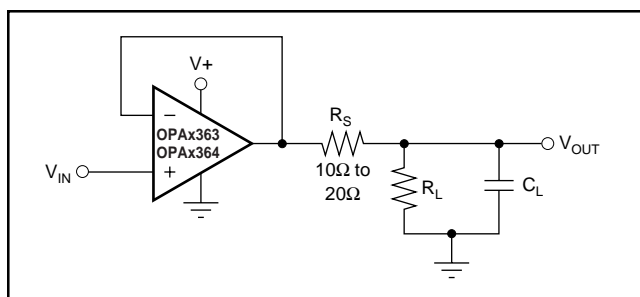 V+
−
OPAx363
OPAx364
+
V_IN
R_S
10Ω to
20Ω
R_L
C_L
V_OUT